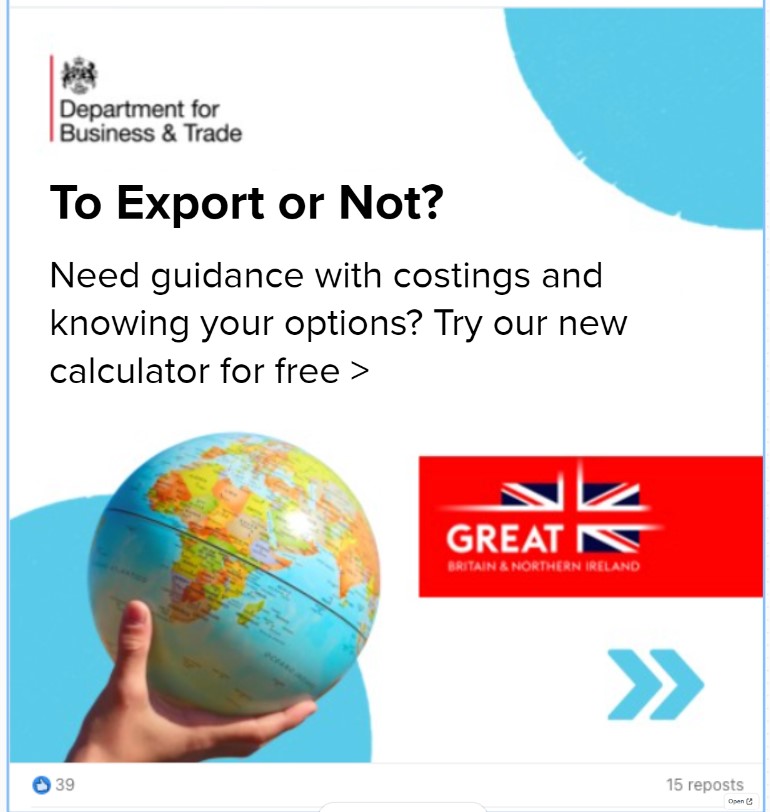 Department for
Business & Trade
To Export or Not?
Need guidance with costings and
knowing your options? Try our new
calculator for free >
GREAT
BRITAIN & NORTHERN IRELAND
39
15 reposts
Open